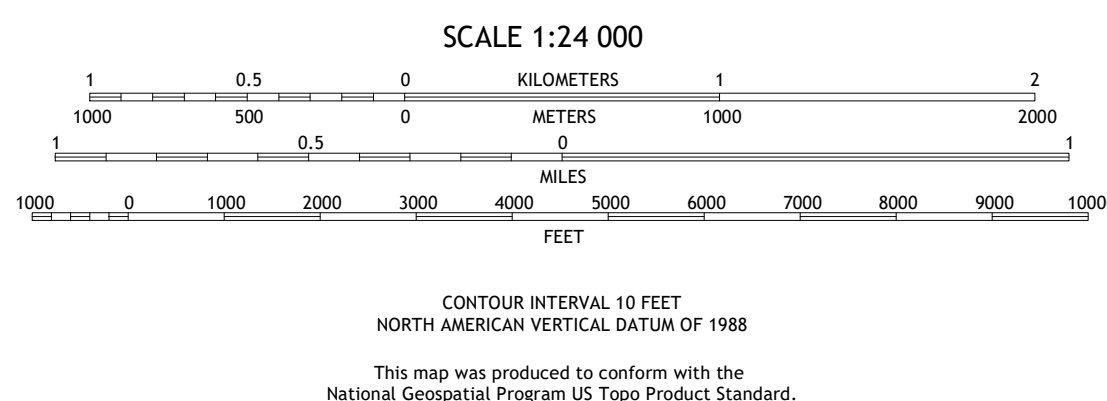 SCALE 1:24 000
1 0.5 0 KILOMETERS 1 2
1000 500 0 METERS 1000 2000
1 0.5 0 1
MILES
1000 0 1000 2000 3000 4000 5000 6000 7000 8000 9000 1000
FEET
CONTOUR INTERVAL 10 FEET
NORTH AMERICAN VERTICAL DATUM OF 1988
This map was produced to conform with the
National Geospatial Program US Topo Product Standard.